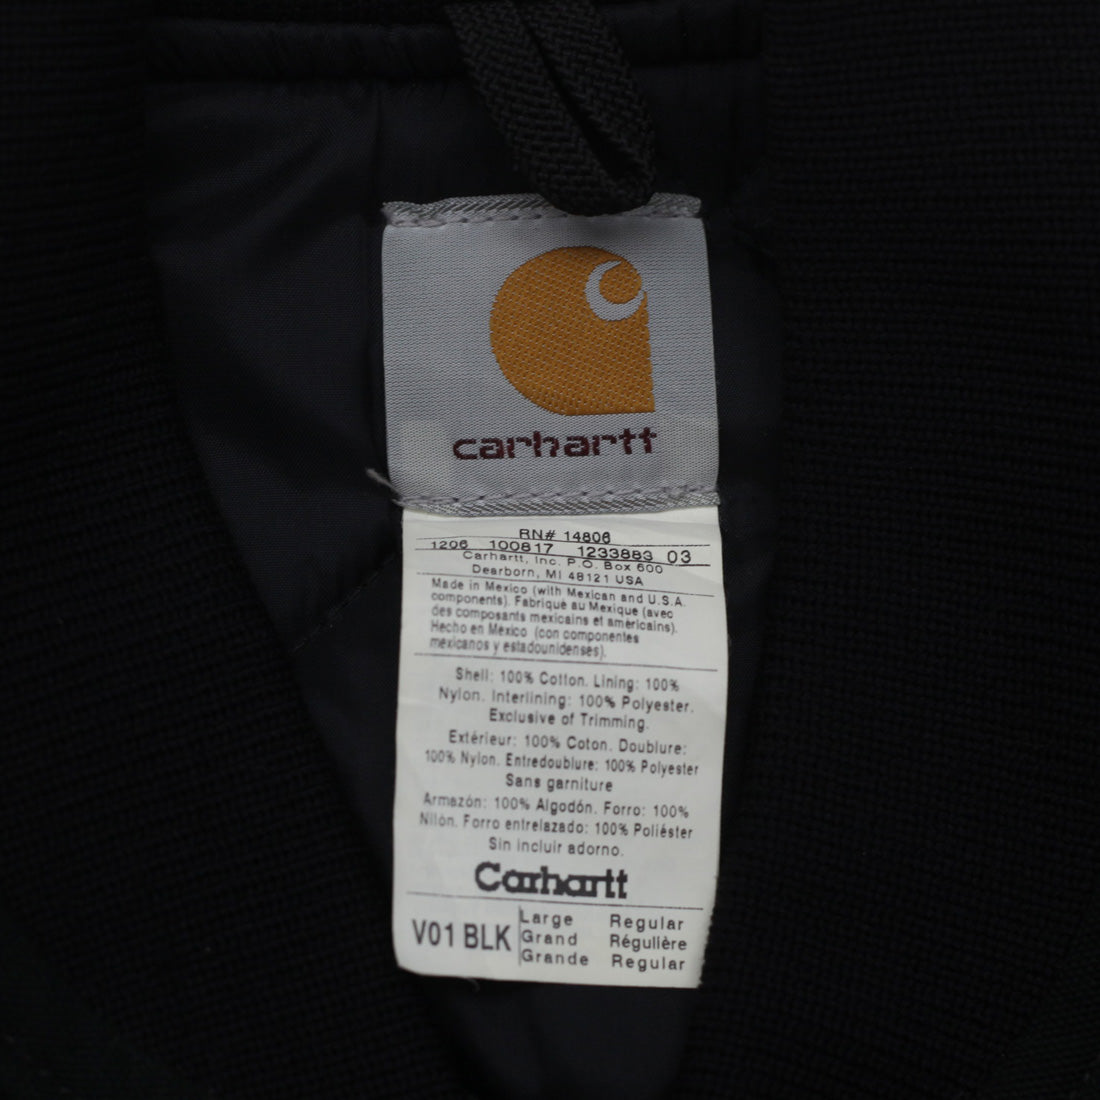 carhartt
RN# 14806
1206 100817 1233883 03
Carhartt, Inc. P.O. Box 600
Dearborn, MI 48121 USA
Made in Mexico (with Mexican and U.S.A.
components). Fabrique au Mexique (avec
des composants mexicains et américains).
Hecho en México (con componentes
mexicanos y estadounidenses).
Shell: 100% Cotton. Lining: 100%
Nylon. Interlining: 100% Polyester.
Exclusive of Trimming.
Extérieur: 100% Coton. Doublure:
100% Nylon. Entredoublure: 100% Polyester
Sans garniture
Armazón: 100% Algodón. Forro: 100%
Nilón. Forro entrelazado: 100% Poliéster
Sin incluir adorno.
Carhartt
V01 BLK
Large Regular
Grand Régulière
Grande Regular